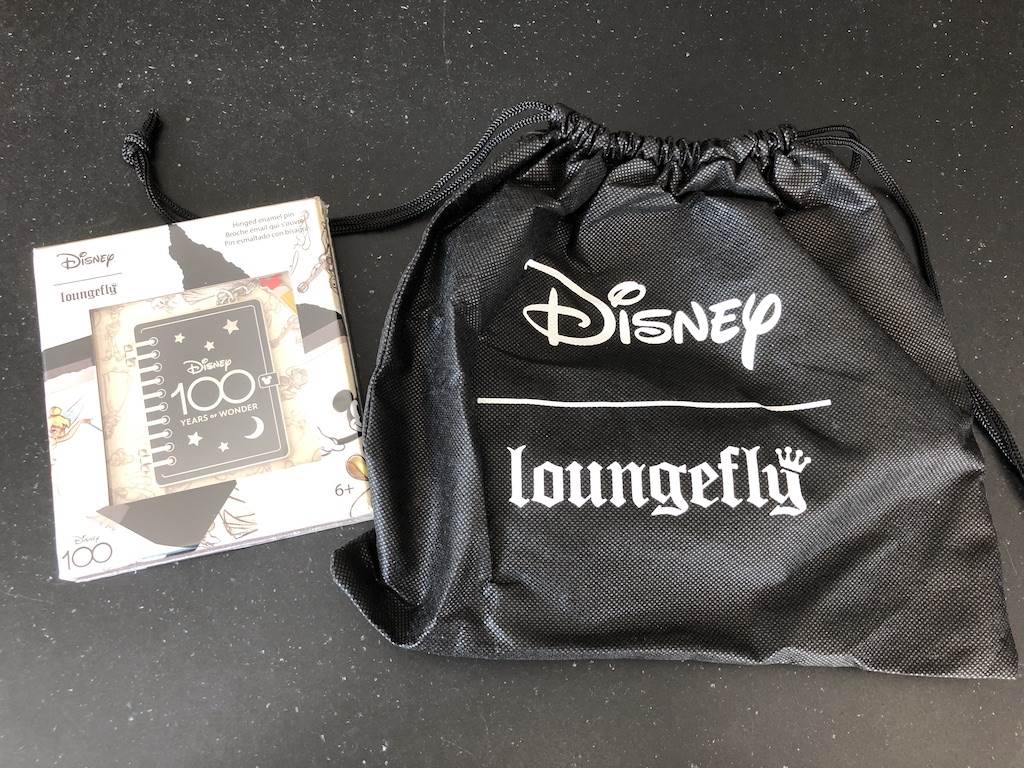 Hinged enamel pin
Broche email qui s'ouvre
Pin esmaltado con bisagra
Disney
loungefly
Disney
100
YEARS OF WONDER
6+
Disney
100
Disney
loungefly